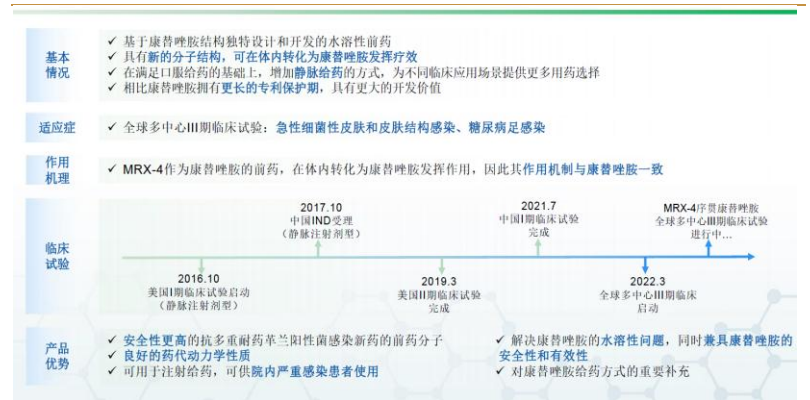 基本
情况
✓ 基于康替唑胺结构独特设计和开发的水溶性前药
✓ 具有新的分子结构，可在体内转化为康替唑胺发挥疗效
✓ 在满足口服给药的基础上，增加静脉给药的方式，为不同临床应用场景提供更多用药选择
✓ 相比康替唑胺拥有更长的专利保护期，具有更大的开发价值
适应症
✓ 全球多中心III期临床试验：急性细菌性皮肤和皮肤结构感染、糖尿病足感染
作用
机理
✓ MRX-4作为康替唑胺的前药，在体内转化为康替唑胺发挥作用，因此其作用机制与康替唑胺一致
临床
试验
2016.10
美国I期临床试验启动
（静脉注射剂型）
2017.10
中国IND受理
（静脉注射剂型）
2019.3
美国II期临床试验
完成
2021.7
中国I期临床试验
完成
2022.3
全球多中心III期临床
启动
MRX-4序贯康替唑胺
全球多中心III期临床试验
进行中...
产品
优势
✓ 安全性更高的抗多重耐药革兰阳性菌感染新药的前药分子
✓ 良好的药代动力学性质
✓ 可用于注射给药，可供院内严重感染患者使用
✓ 解决康替唑胺的水溶性问题，同时兼具康替唑胺的
安全性和有效性
✓ 对康替唑胺给药方式的重要补充